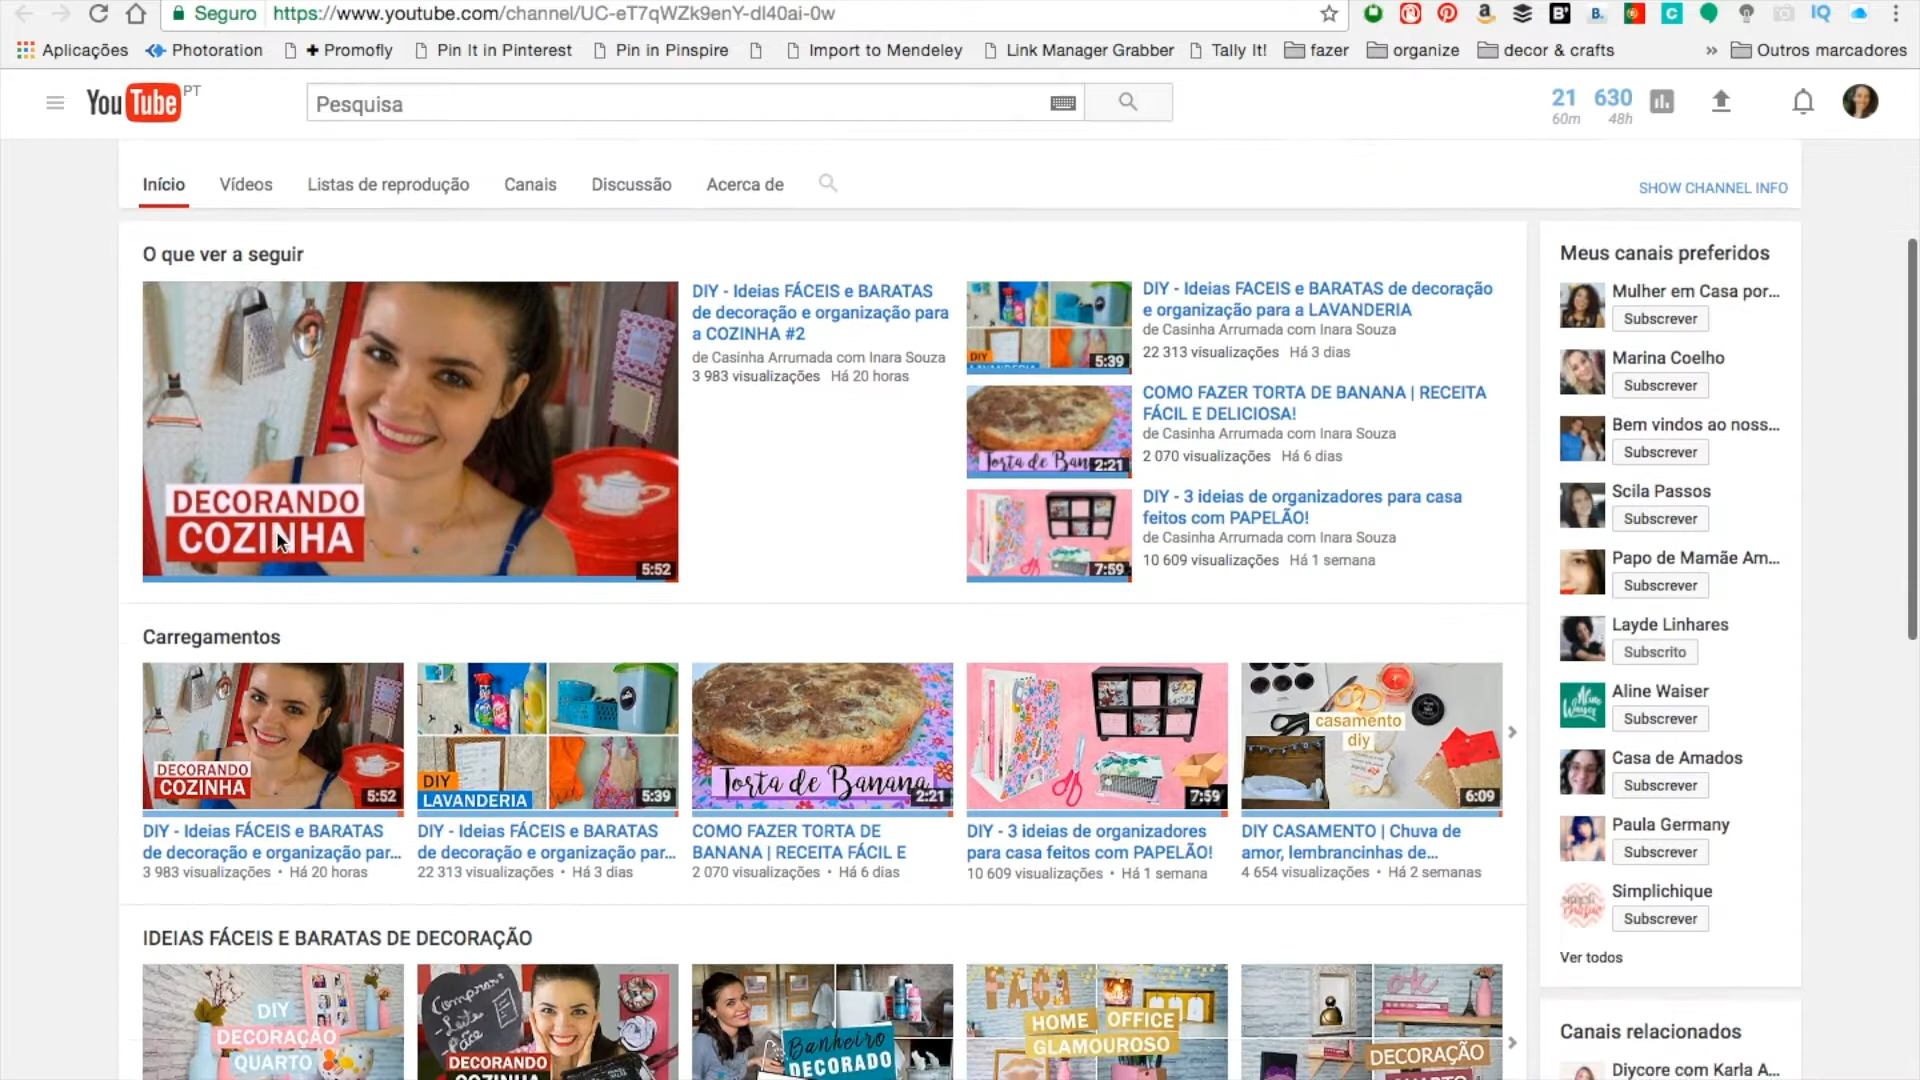 Seguro https://www.youtube.com/channel/UC-eT7qWZk9enY-dl40ai-0w
Aplicações Photoration + Promofly Pin It in Pinterest Pin in Pinspire Import to Mendeley Link Manager Grabber Tally It! fazer organize decor & crafts » Outros marcadores
YouTube PT Pesquisa 21 60m 630 48h
Início Vídeos Listas de reprodução Canais Discussão Acerca de SHOW CHANNEL INFO
O que ver a seguir
DECORANDO
COZINHA
5:52
DIY - Ideias FÁCEIS e BARATAS
de decoração e organização para
a COZINHA #2
de Casinha Arrumada com Inara Souza
3 983 visualizações Há 20 horas
DIY
5:39
DIY - Ideias FACEIS e BARATAS de decoração
e organização para a LAVANDERIA
de Casinha Arrumada com Inara Souza
22 313 visualizações Há 3 dias
2:21
COMO FAZER TORTA DE BANANA | RECEITA
FÁCIL E DELICIOSA!
de Casinha Arrumada com Inara Souza
2 070 visualizações Há 6 dias
7:59
DIY - 3 ideias de organizadores para casa
feitos com PAPELÃO!
de Casinha Arrumada com Inara Souza
10 609 visualizações Há 1 semana
Carregamentos
DECORANDO
COZINHA
5:52
DIY - Ideias FÁCEIS e BARATAS
de decoração e organização par...
3 983 visualizações • Há 20 horas
DIY
LAVANDERIA
5:39
DIY - Ideias FÁCEIS e BARATAS
de decoração e organização par...
22 313 visualizações • Há 3 dias
Torta de Banana
2:21
COMO FAZER TORTA DE
BANANA | RECEITA FÁCIL E
2 070 visualizações • Há 6 dias
7:59
DIY - 3 ideias de organizadores
para casa feitos com PAPELÃO!
10 609 visualizações • Há 1 semana
casamento
diy
6:09
DIY CASAMENTO | Chuva de
amor, lembrancinhas de...
4 654 visualizações • Há 2 semanas
IDEIAS FÁCEIS E BARATAS DE DECORAÇÃO
DIY
DECORAÇÃO
QUARTO
Compras
- Leite
DECORANDO
COZINHA
Banheiro
DECORADO
FAÇA
HOME OFFICE
GLAMOUROSO
ok
DECORAÇÃO
Meus canais preferidos
Mulher em Casa por...
Subscrever
Marina Coelho
Subscrever
Bem vindos ao noss...
Subscrever
Scila Passos
Subscrever
Papo de Mamãe Am...
Subscrever
Layde Linhares
Subscrito
Aline Waiser
Subscrever
Casa de Amados
Subscrever
Paula Germany
Subscrever
Simplichique
Subscrever
Ver todos
Canais relacionados
Diycore com Karla A...